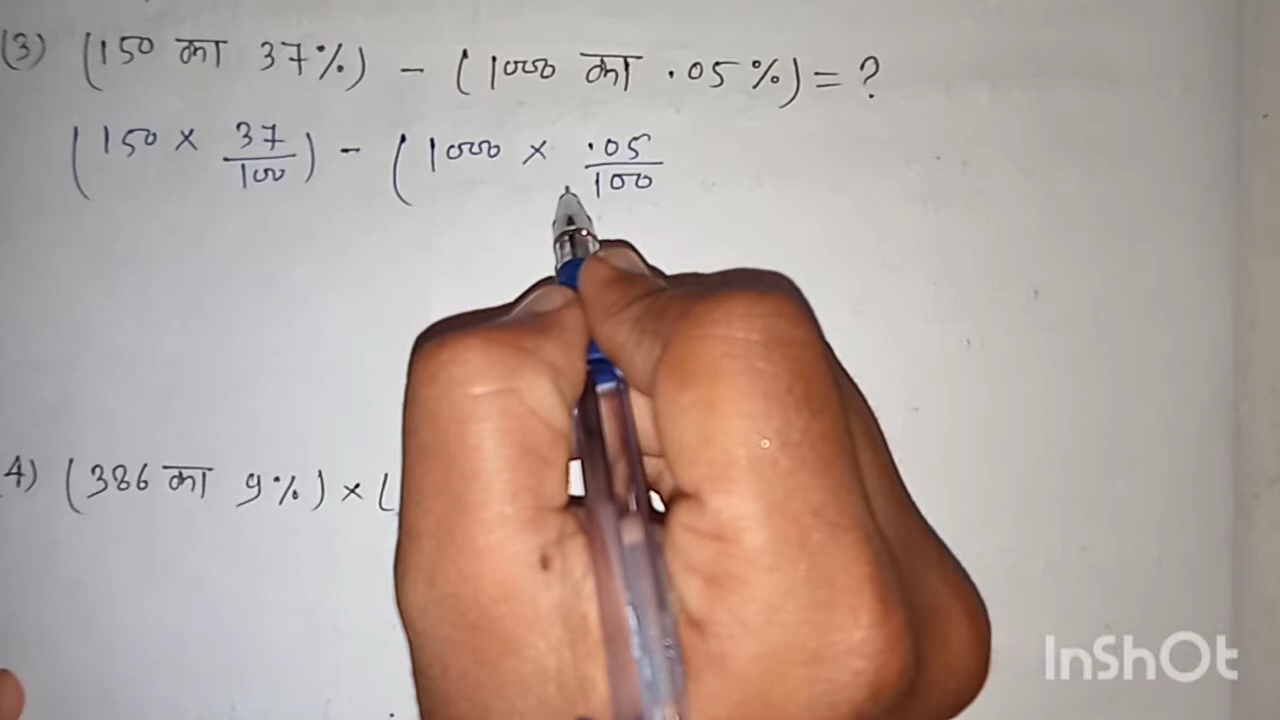 (3) (150 का 37%) - (1000 का .05%) = ?
(150 × 37/100) - (1000 × .05/100
4) (386 का 9%) × (
InShOt